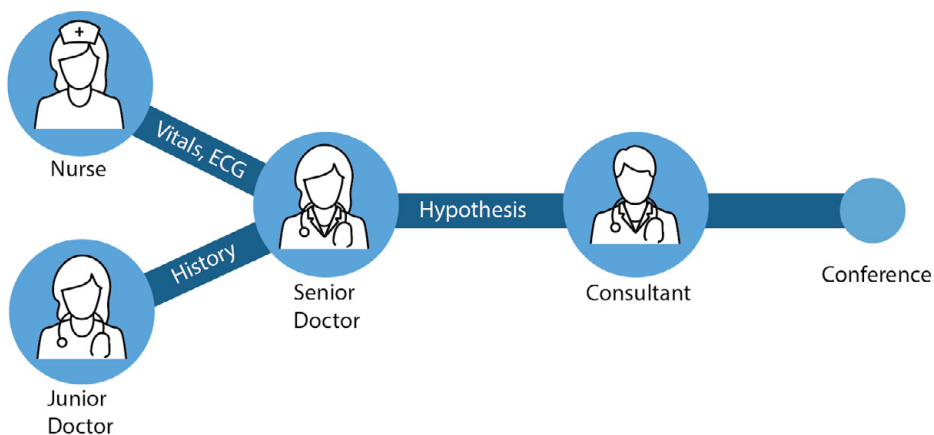 Nurse
Vitals, ECG
Junior
Doctor
History
Senior
Doctor
Hypothesis
Consultant
Conference